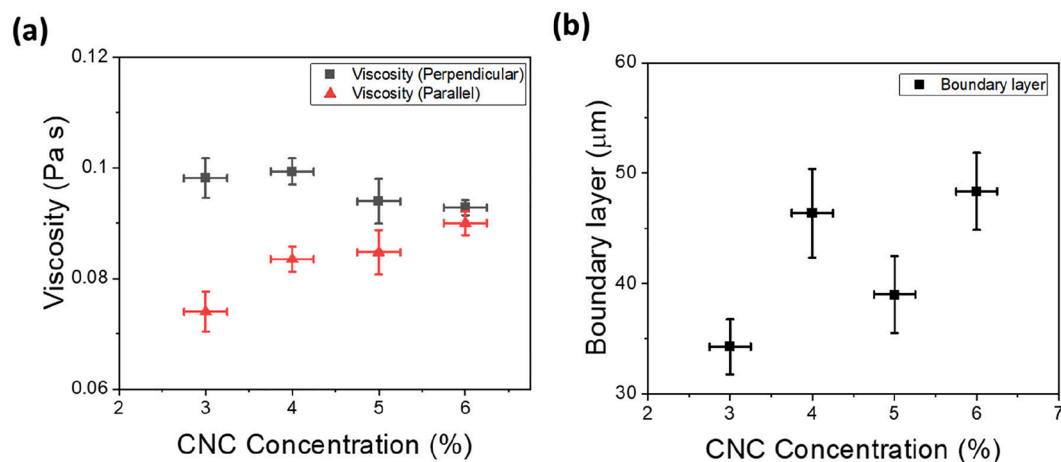 (a)
0.12
0.1
0.08
0.06
Viscosity (Pa s)
Viscosity (Perpendicular)
Viscosity (Parallel)
2 3 4 5 6
CNC Concentration (%)
(b)
60
50
40
30
Boundary layer (μm)
Boundary layer
2 3 4 5 6 7
CNC Concentration (%)